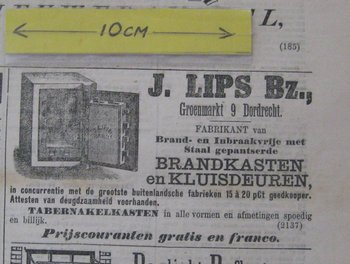 10CM
(185)
J. LIPS Bz.,
Groenmarkt 9 Dordrecht.
FABRIKANT van
Brand- en Inbraakvrije met
Staal gepantserde
BRANDKASTEN
en KLUISDEUREN,
in concurrentie met de grootste buitenlandsche fabrieken 15 à 20 pCt goedkooper.
Attesten van deugdzaamheid voorhanden.
TABERNAKELKASTEN in alle vormen en afmetingen spoedig
en billijk. (2137)
Prijscouranten gratis en franco.